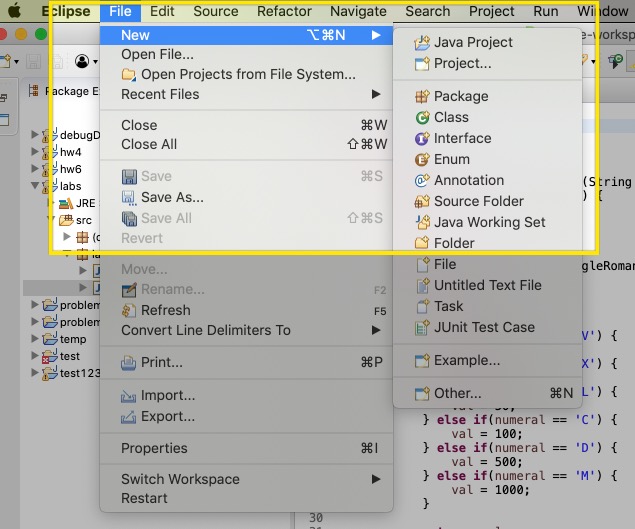 Eclipse File Edit Source Refactor Navigate Search Project Run Window
New ⌥⌘N ▶
Open File...
Open Projects from File System...
Recent Files ▶
Close ⌘W
Close All ⇧⌘W
Save ⌘S
Save As...
Save All ⇧⌘S
Revert
Move...
Rename... F2
Refresh F5
Convert Line Delimiters To ▶
Print... ⌘P
Import...
Export...
Properties ⌘I
Switch Workspace ▶
Restart
Java Project
Project...
Package
Class
Interface
Enum
Annotation
Source Folder
Java Working Set
Folder
File
Untitled Text File
Task
JUnit Test Case
Example...
Other... ⌘N
e-worksp
Package E
debugD
hw4
hw6
labs
JRE
src
(
problem
problem
temp
test
test123
(String
) {
gleRoman
V') {
X') {
L') {
} else if(numeral == 'C') {
val = 100;
} else if(numeral == 'D') {
val = 500;
} else if(numeral == 'M') {
val = 1000;
}
30